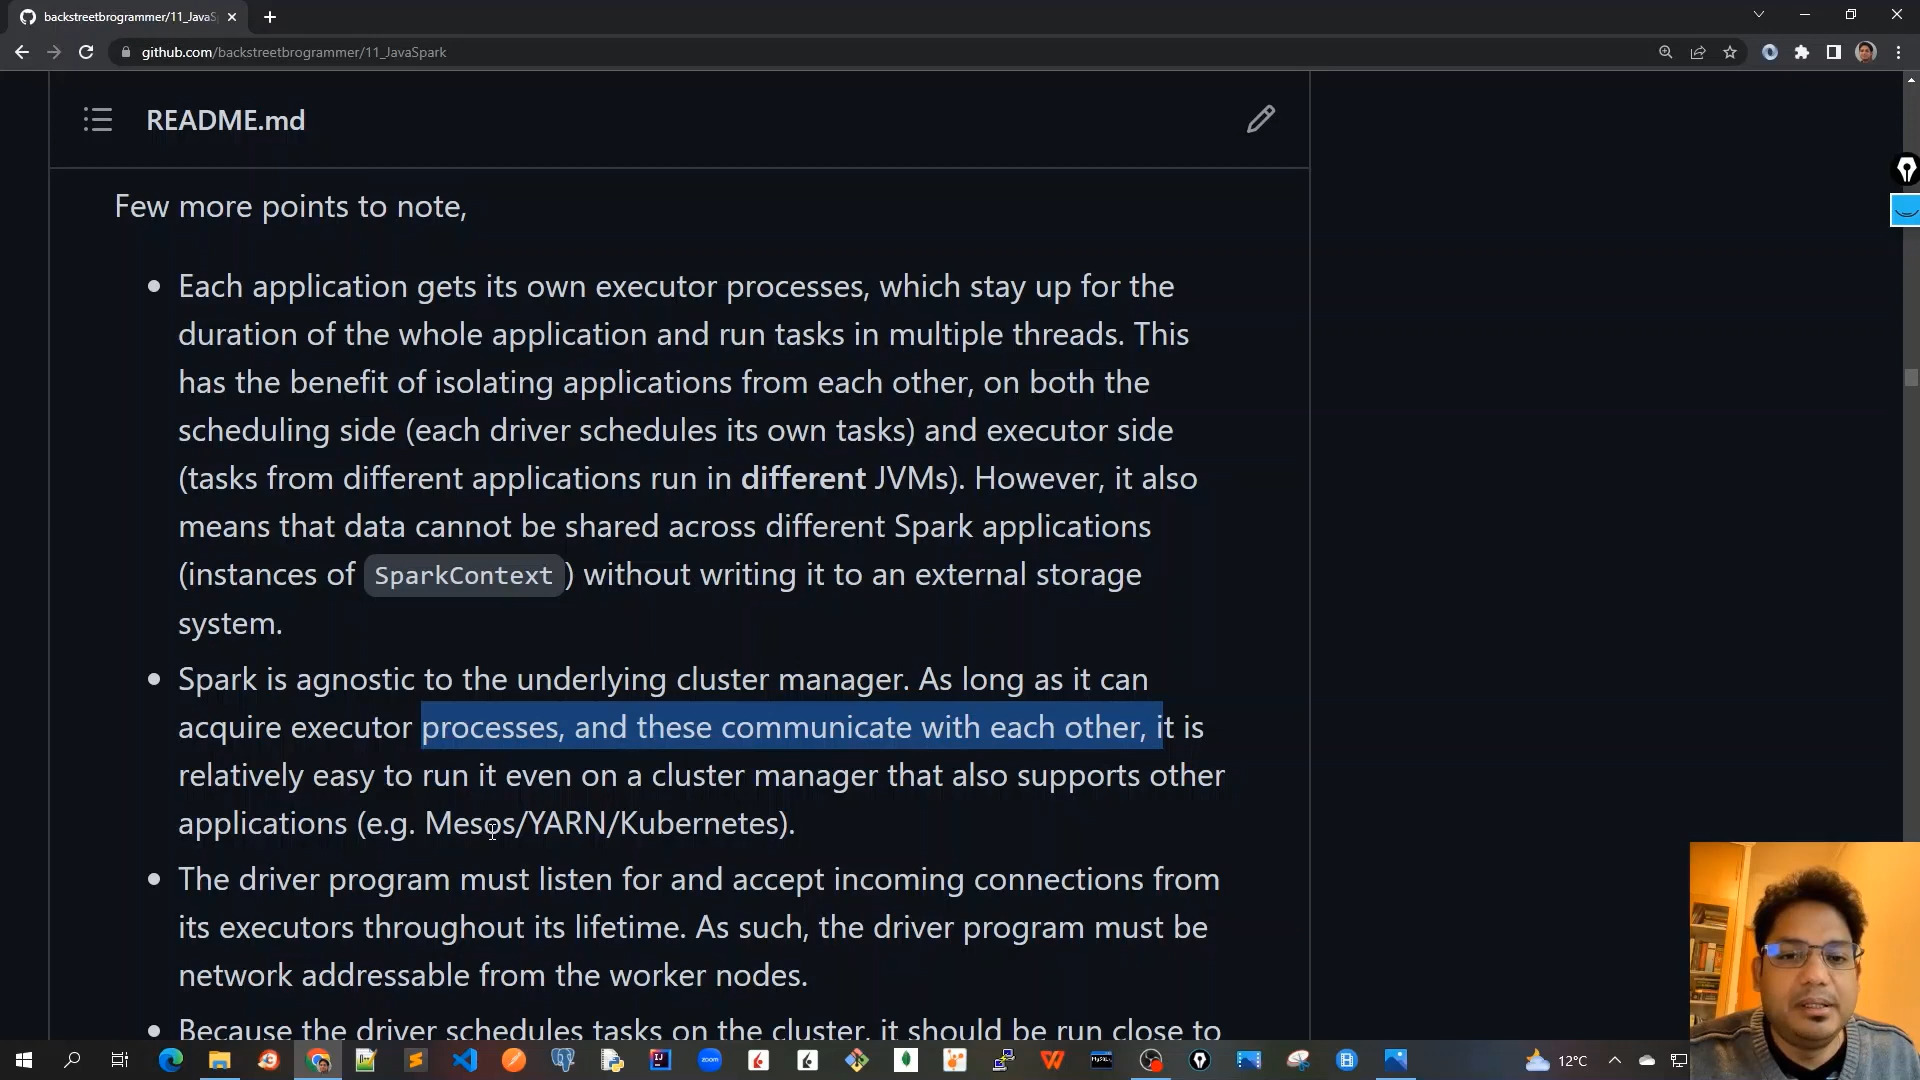 backstreetbrogrammer/11_JavaS
github.com/backstreetbrogrammer/11_JavaSpark
README.md
Few more points to note,
Each application gets its own executor processes, which stay up for the
duration of the whole application and run tasks in multiple threads. This
has the benefit of isolating applications from each other, on both the
scheduling side (each driver schedules its own tasks) and executor side
(tasks from different applications run in different JVMs). However, it also
means that data cannot be shared across different Spark applications
(instances of SparkContext) without writing it to an external storage
system.
Spark is agnostic to the underlying cluster manager. As long as it can
acquire executor processes, and these communicate with each other, it is
relatively easy to run it even on a cluster manager that also supports other
applications (e.g. Mesos/YARN/Kubernetes).
The driver program must listen for and accept incoming connections from
its executors throughout its lifetime. As such, the driver program must be
network addressable from the worker nodes.
Because the driver schedules tasks on the cluster, it should be run close to
12°C